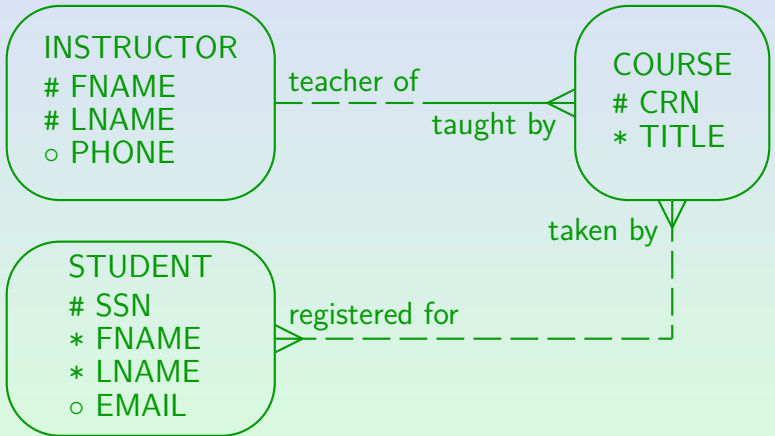 INSTRUCTOR
# FNAME
# LNAME
○ PHONE
teacher of
taught by
COURSE
# CRN
* TITLE
taken by
STUDENT
# SSN
* FNAME
* LNAME
○ EMAIL
registered for